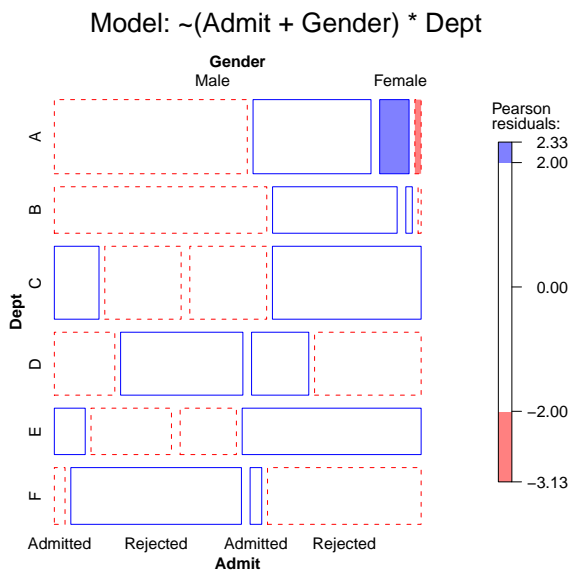 Model: ~(Admit + Gender) * Dept
Gender
Male Female
A
B
C
D
E
F
Dept
Admitted Rejected Admitted Rejected
Admit
Pearson
residuals:
2.33
2.00
0.00
−2.00
−3.13